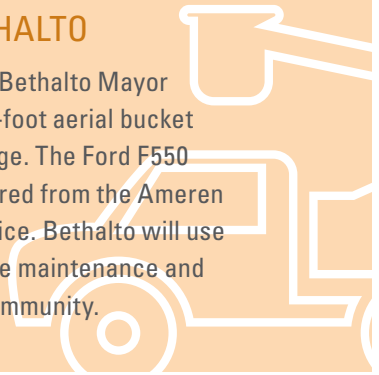 HALTO
Bethalto Mayor
-foot aerial bucket
ge. The Ford F550
red from the Ameren
ice. Bethalto will use
e maintenance and
mmunity.